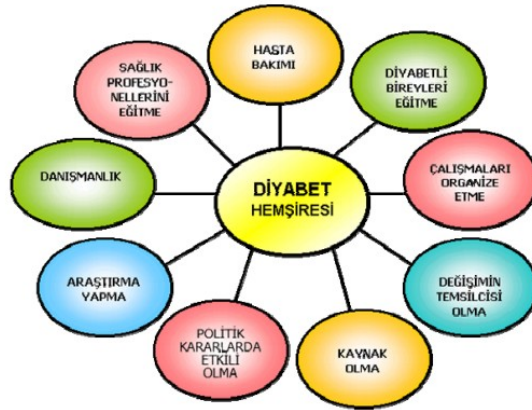 HASTA
BAKIMI
DİYABETLİ
BİREYLERİ
EĞİTME
ÇALIŞMALARI
ORGANİZE
ETME
DEĞİŞİMİN
TEMSİLCİSİ
OLMA
KAYNAK
OLMA
POLİTİK
KARARLARDA
ETKİLİ
OLMA
ARAŞTIRMA
YAPMA
DANIŞMANLIK
SAĞLIK
PROFESYO-
NELLERİNİ
EĞİTME
DİYABET
HEMŞİRESİ